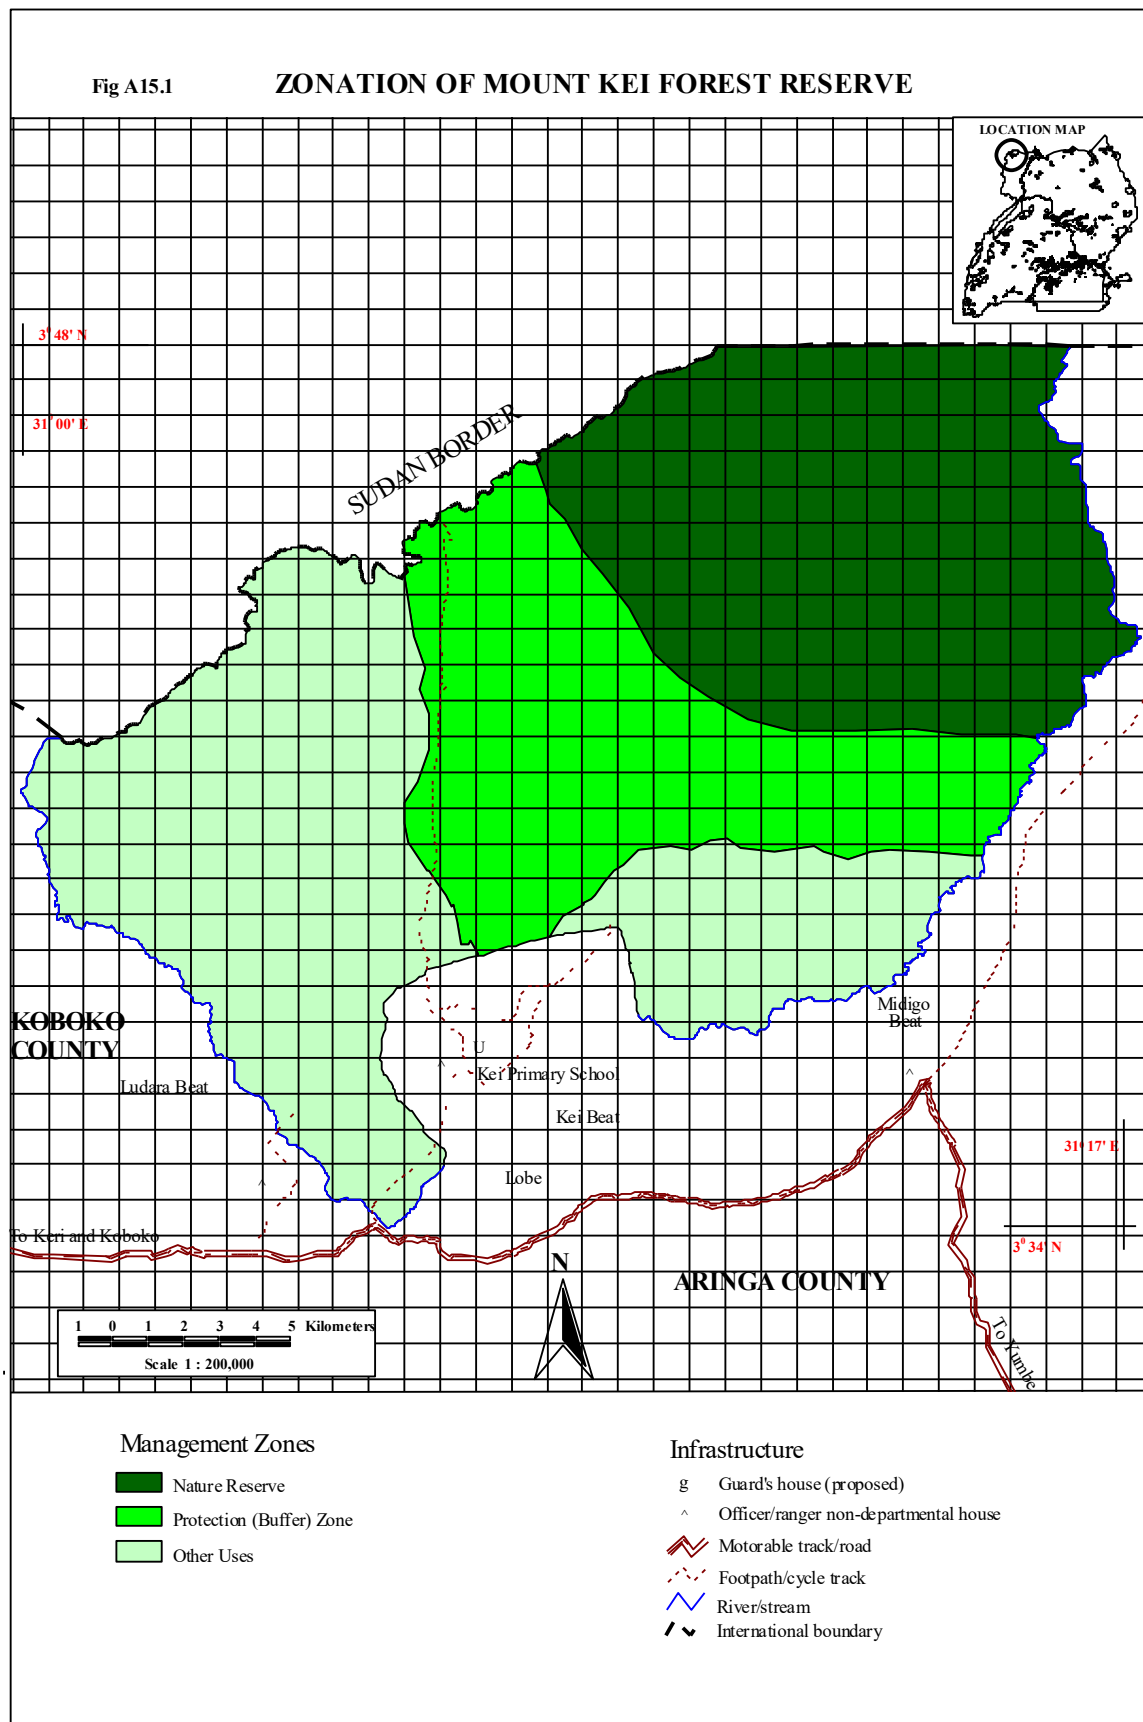 Fig A15.1
ZONATION OF MOUNT KEI FOREST RESERVE
LOCATION MAP
3⁰ 48' N
31⁰ 00' E
SUDAN BORDER
Midigo
Beat
KOBOKO
COUNTY
U
Kei Primary School
Ludara Beat
Kei Beat
31⁰ 17' E
Lobe
To Keri and Koboko
3⁰ 34' N
N
ARINGA COUNTY
1 0 1 2 3 4 5 Kilometers
Scale 1 : 200,000
To Yumbe
Management Zones
Nature Reserve
Protection (Buffer) Zone
Other Uses
Infrastructure
g Guard's house (proposed)
^ Officer/ranger non-departmental house
Motorable track/road
Footpath/cycle track
River/stream
International boundary